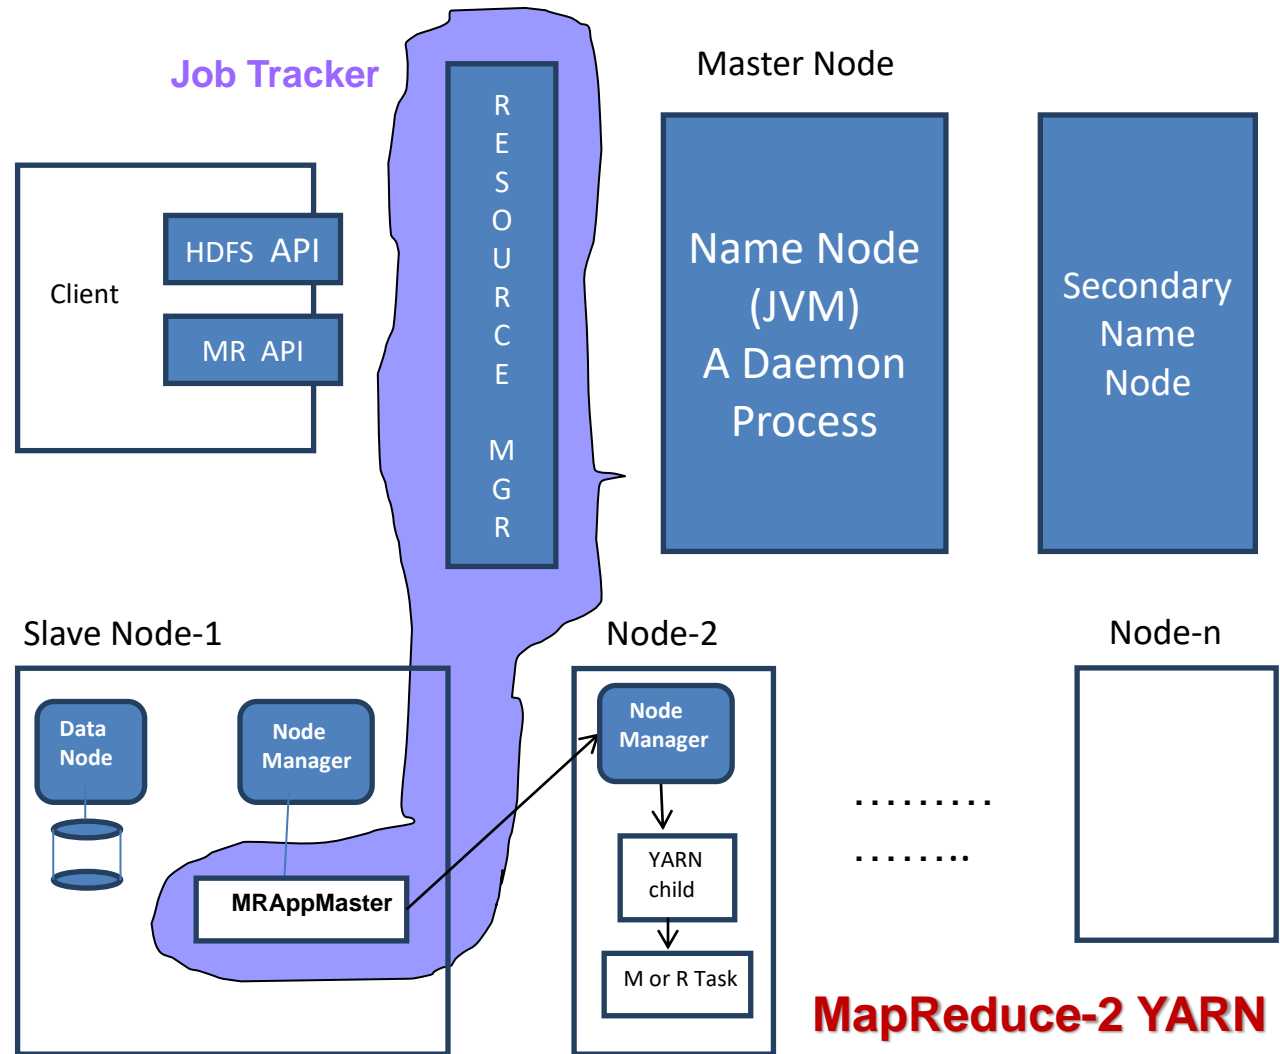 Job Tracker
Master Node
R
E
S
O
U
R
C
E
M
G
R
Client
HDFS API
MR API
Name Node
(JVM)
A Daemon
Process
Secondary
Name
Node
Slave Node-1
Node-2
Node-n
Data
Node
Node
Manager
MRAppMaster
Node
Manager
YARN
child
M or R Task
.........
........
MapReduce-2 YARN